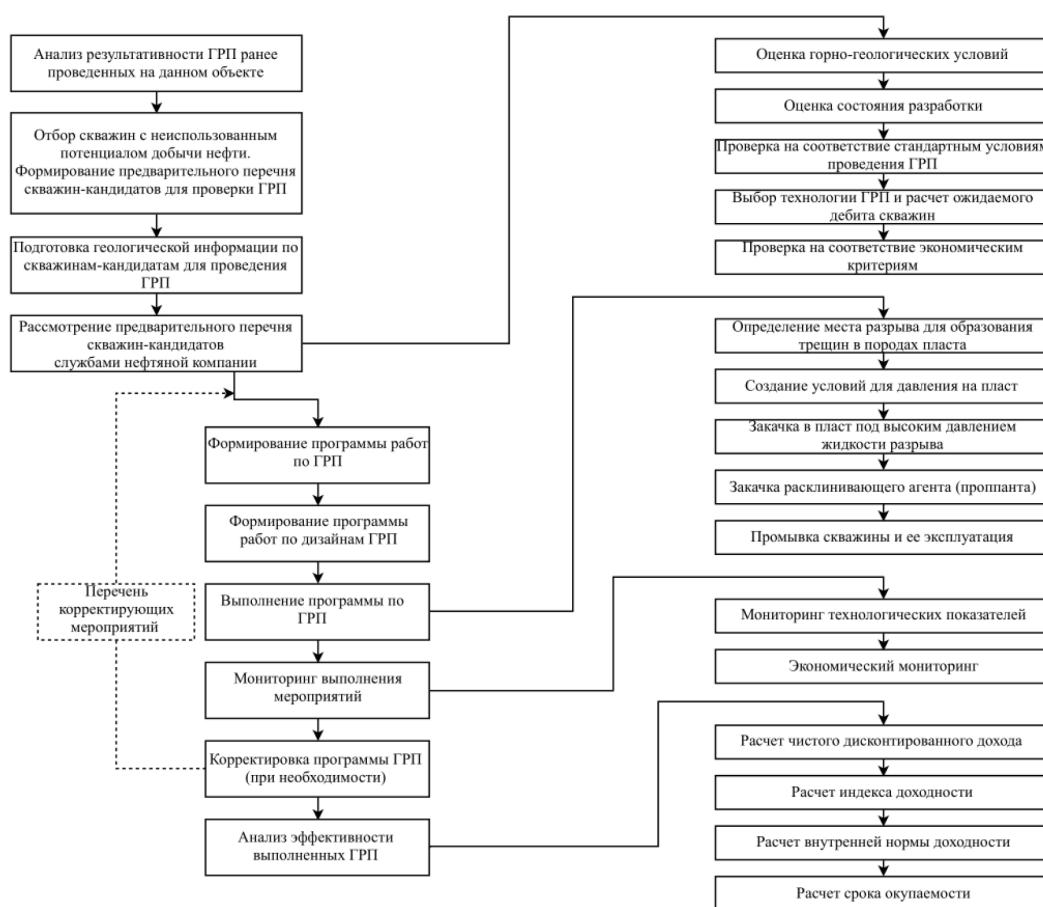 Анализ результативности ГРП ранее
проведенных на данном объекте
Отбор скважин с неиспользованным
потенциалом добычи нефти.
Формирование предварительного перечня
скважин-кандидатов для проверки ГРП
Подготовка геологической информации по
скважинам-кандидатам для проведения
ГРП
Рассмотрение предварительного перечня
скважин-кандидатов
службами нефтяной компании
Формирование программы работ
по ГРП
Формирование программы
работ по дизайнам ГРП
Перечень
корректирующих
мероприятий
Выполнение программы по
ГРП
Мониторинг выполнения
мероприятий
Корректировка программы ГРП
(при необходимости)
Анализ эффективности
выполненных ГРП
Оценка горно-геологических условий
Оценка состояния разработки
Проверка на соответствие стандартным условиям
проведения ГРП
Выбор технологии ГРП и расчет ожидаемого
дебита скважин
Проверка на соответствие экономическим
критериям
Определение места разрыва для образования
трещин в породах пласта
Создание условий для давления на пласт
Закачка в пласт под высоким давлением
жидкости разрыва
Закачка расклинивающего агента (проппанта)
Промывка скважины и ее эксплуатация
Мониторинг технологических показателей
Экономический мониторинг
Расчет чистого дисконтированного дохода
Расчет индекса доходности
Расчет внутренней нормы доходности
Расчет срока окупаемости